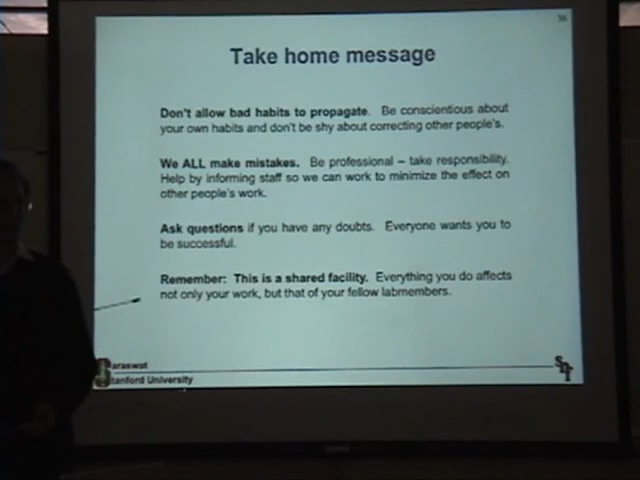 36
Take home message
Don't allow bad habits to propagate. Be conscientious about
your own habits and don't be shy about correcting other people's.
We ALL make mistakes. Be professional – take responsibility.
Help by informing staff so we can work to minimize the effect on
other people's work.
Ask questions if you have any doubts. Everyone wants you to
be successful.
Remember: This is a shared facility. Everything you do affects
not only your work, but that of your fellow labmembers.
araswat
tanford University